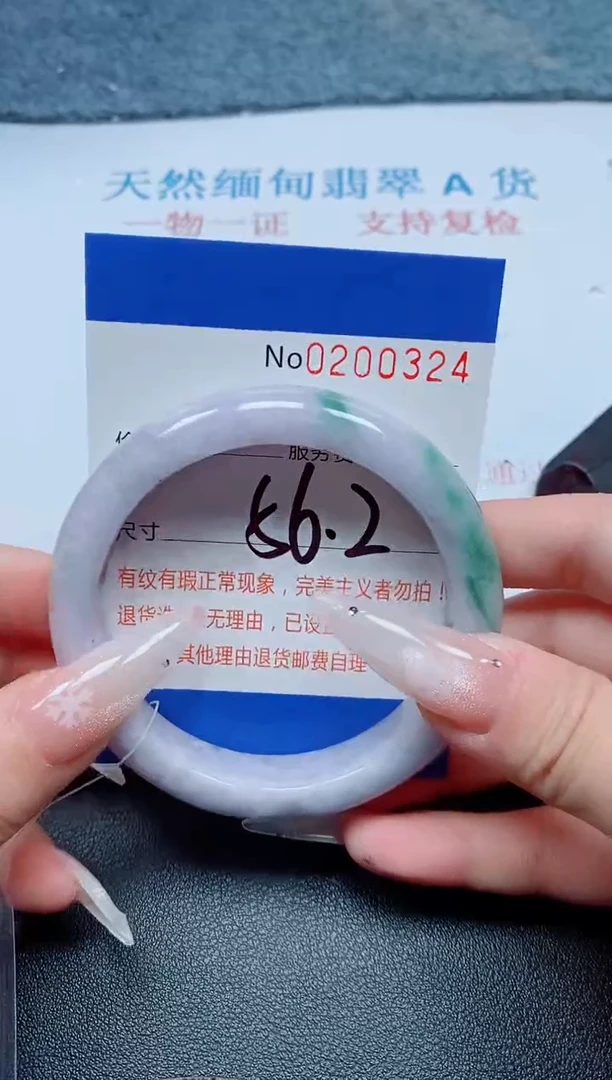 天然缅甸翡翠 A 货
一物一证 支持复检
No0200324
服务
尺寸 56.2
有纹有瑕正常现象，完美主义者勿拍！
退货选 无理由，已设
其他理由退货邮费自理